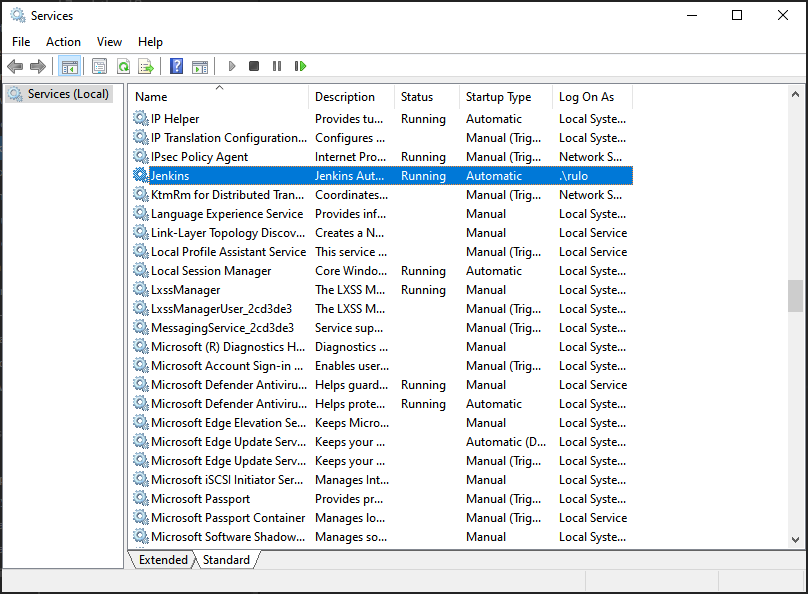 Services
File Action View Help
Services (Local)
Name Description Status Startup Type Log On As
IP Helper Provides tu... Running Automatic Local Syste...
IP Translation Configuration... Configures ... Manual (Trig... Local Syste...
IPsec Policy Agent Internet Pro... Running Manual (Trig... Network S...
Jenkins Jenkins Aut... Running Automatic .\rulo
KtmRm for Distributed Tran... Coordinates... Manual (Trig... Network S...
Language Experience Service Provides inf... Manual Local Syste...
Link-Layer Topology Discov... Creates a N... Manual Local Service
Local Profile Assistant Service This service ... Manual (Trig... Local Service
Local Session Manager Core Windo... Running Automatic Local Syste...
LxssManager The LXSS M... Running Manual Local Syste...
LxssManagerUser_2cd3de3 The LXSS M... Manual (Trig... Local Syste...
MessagingService_2cd3de3 Service sup... Manual (Trig... Local Syste...
Microsoft (R) Diagnostics H... Diagnostics ... Manual Local Syste...
Microsoft Account Sign-in ... Enables user... Manual (Trig... Local Syste...
Microsoft Defender Antiviru... Helps guard... Running Manual Local Service
Microsoft Defender Antiviru... Helps prote... Running Automatic Local Syste...
Microsoft Edge Elevation Se... Keeps Micro... Manual Local Syste...
Microsoft Edge Update Serv... Keeps your ... Automatic (D... Local Syste...
Microsoft Edge Update Serv... Keeps your ... Manual (Trig... Local Syste...
Microsoft iSCSI Initiator Ser... Manages Int... Manual Local Syste...
Microsoft Passport Provides pr... Manual (Trig... Local Syste...
Microsoft Passport Container Manages lo... Manual (Trig... Local Service
Microsoft Software Shadow... Manages so... Manual Local Syste...
Extended Standard